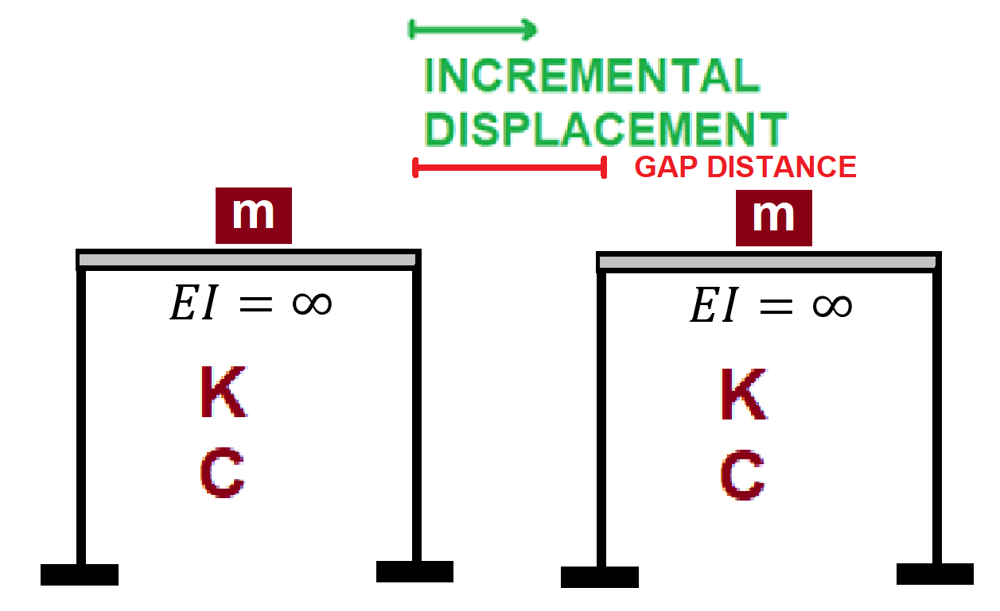 INCREMENTAL
DISPLACEMENT
GAP DISTANCE
m
m
EI = ∞
EI = ∞
K
K
C
C